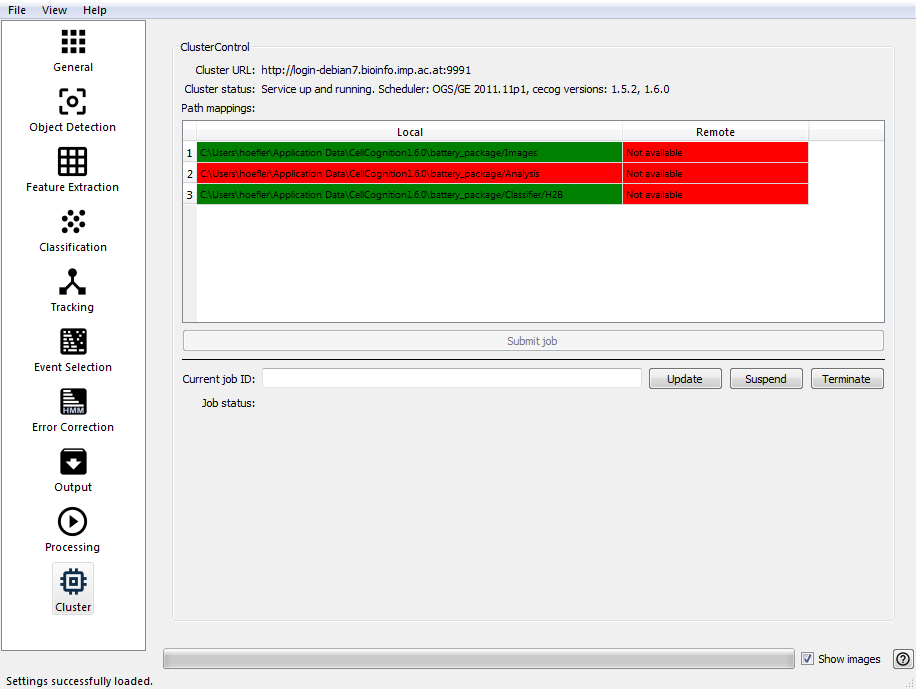 File View Help
General
Object Detection
Feature Extraction
Classification
Tracking
Event Selection
HMM
Error Correction
Output
Processing
Cluster
ClusterControl
Cluster URL: http://login-debian7.bioinfo.imp.ac.at:9991
Cluster status: Service up and running. Scheduler: OGS/GE 2011.11p1, cecog versions: 1.5.2, 1.6.0
Path mappings:
Local Remote
1 C:\Users\hoefler\Application Data\CellCognition1.6.0\battery_package/Images Not available
2 C:\Users\hoefler\Application Data\CellCognition1.6.0\battery_package/Analysis Not available
3 C:\Users\hoefler\Application Data\CellCognition1.6.0\battery_package/Classifier/H2B Not available
Submit job
Current job ID: Update Suspend Terminate
Job status:
Show images ?
Settings successfully loaded.